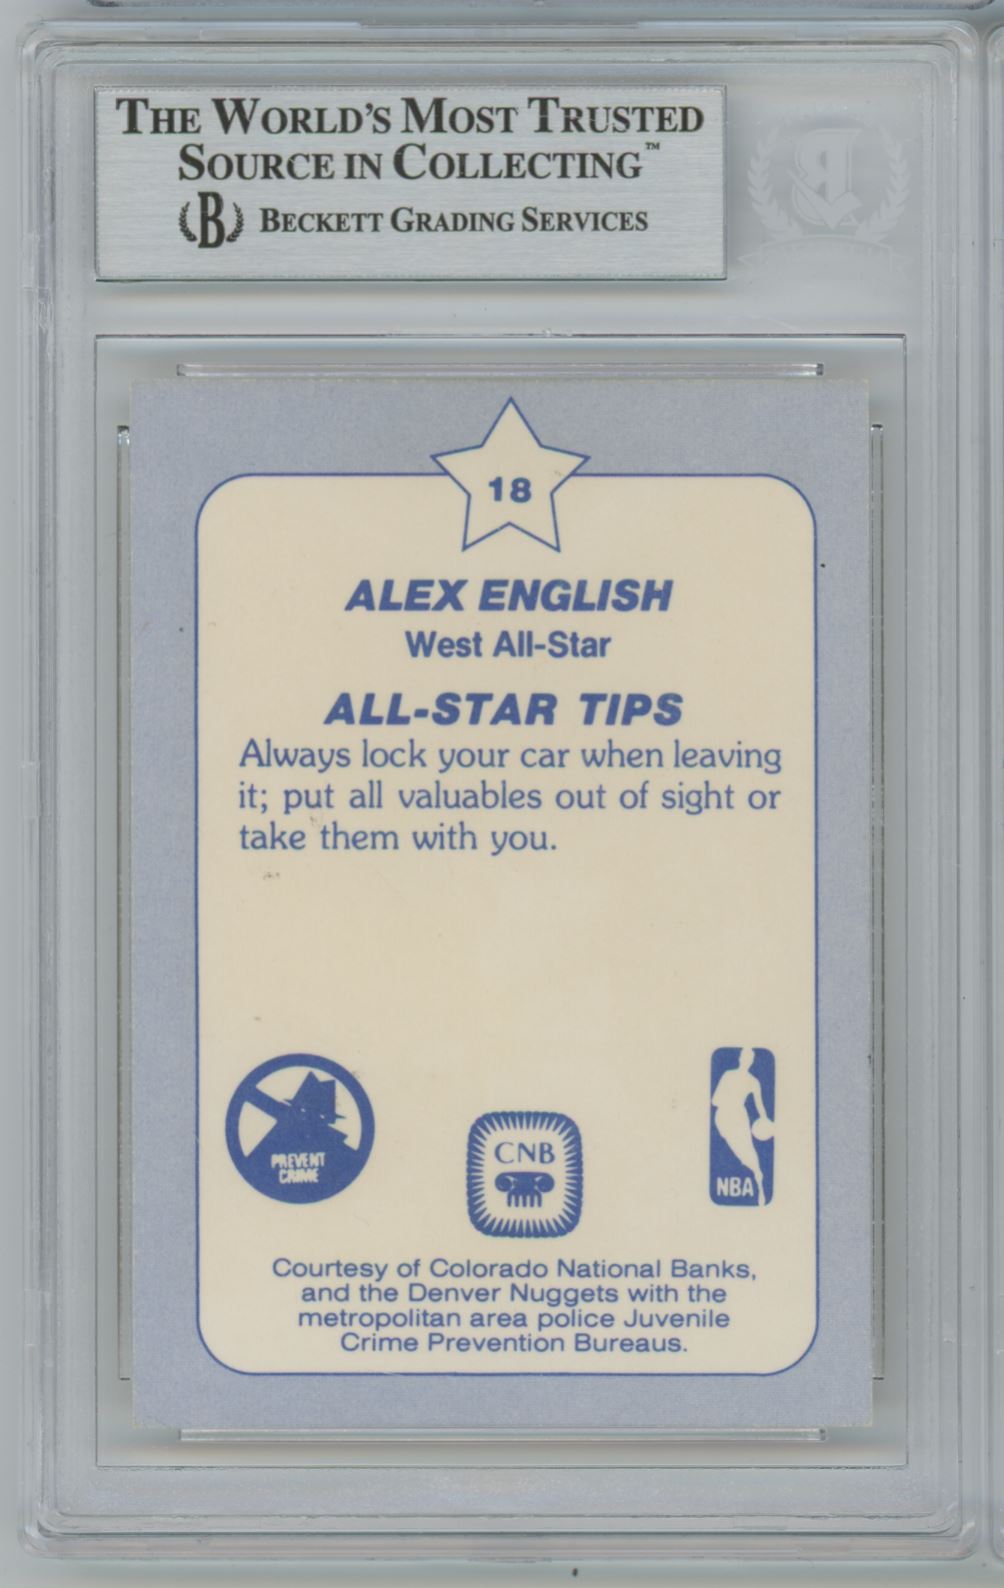 THE WORLD'S MOST TRUSTED
SOURCE IN COLLECTING™
B BECKETT GRADING SERVICES
18
ALEX ENGLISH
West All-Star
ALL-STAR TIPS
Always lock your car when leaving
it; put all valuables out of sight or
take them with you.
PREVENT
CRIME
CNB
NBA
Courtesy of Colorado National Banks,
and the Denver Nuggets with the
metropolitan area police Juvenile
Crime Prevention Bureaus.